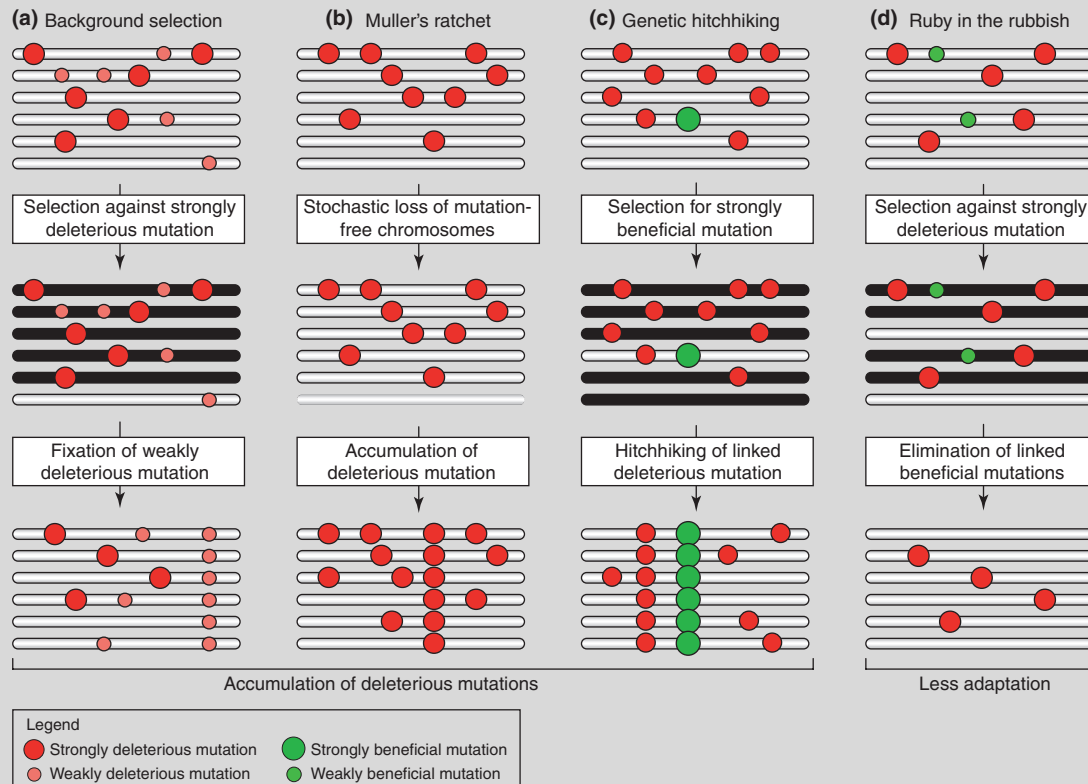 (a) Background selection
(b) Muller's ratchet
(c) Genetic hitchhiking
(d) Ruby in the rubbish
Selection against strongly
deleterious mutation
Stochastic loss of mutation-
free chromosomes
Selection for strongly
beneficial mutation
Selection against strongly
deleterious mutation
Fixation of weakly
deleterious mutation
Accumulation of
deleterious mutation
Hitchhiking of linked
deleterious mutation
Elimination of linked
beneficial mutations
Accumulation of deleterious mutations
Less adaptation
Legend
Strongly deleterious mutation
Strongly beneficial mutation
Weakly deleterious mutation
Weakly beneficial mutation